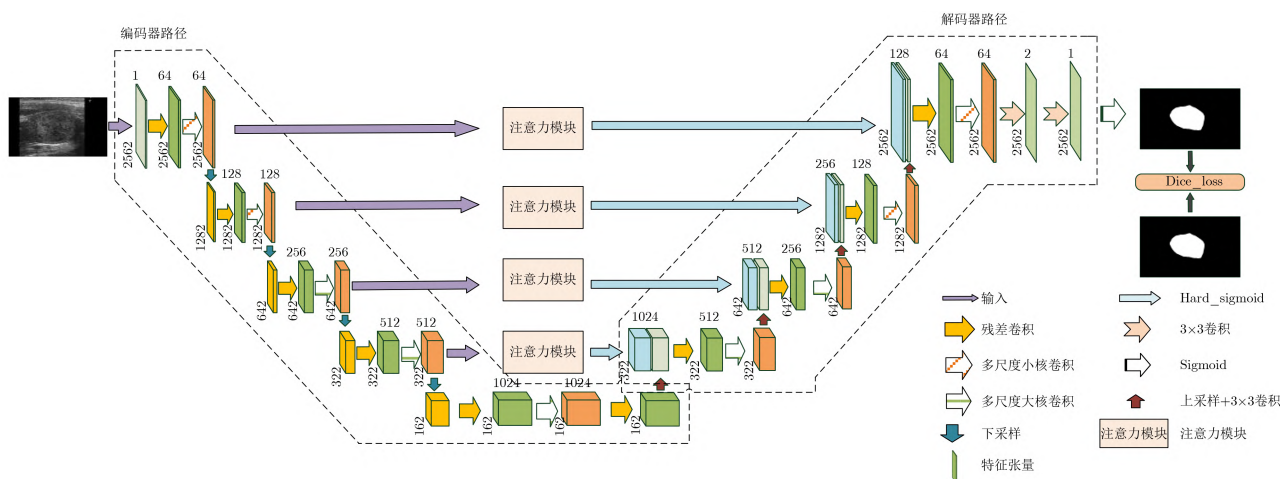 编码器路径
解码器路径
1 64 64
2562 2562 2562
128 128
1282 1282 1282
256 256
642 642 642
512 512
322 322 322
1024 1024
162 162 162 162
注意力模块
注意力模块
注意力模块
注意力模块
1024 512
322 322 322
512 256
642 642 642
256 128
1282 1282 1282
128 64 64 2 1
2562 2562 2562 2562 2562
Dice_loss
输入
残差卷积
多尺度小核卷积
多尺度大核卷积
下采样
特征张量
Hard_sigmoid
3×3卷积
Sigmoid
上采样+3×3卷积
注意力模块 注意力模块